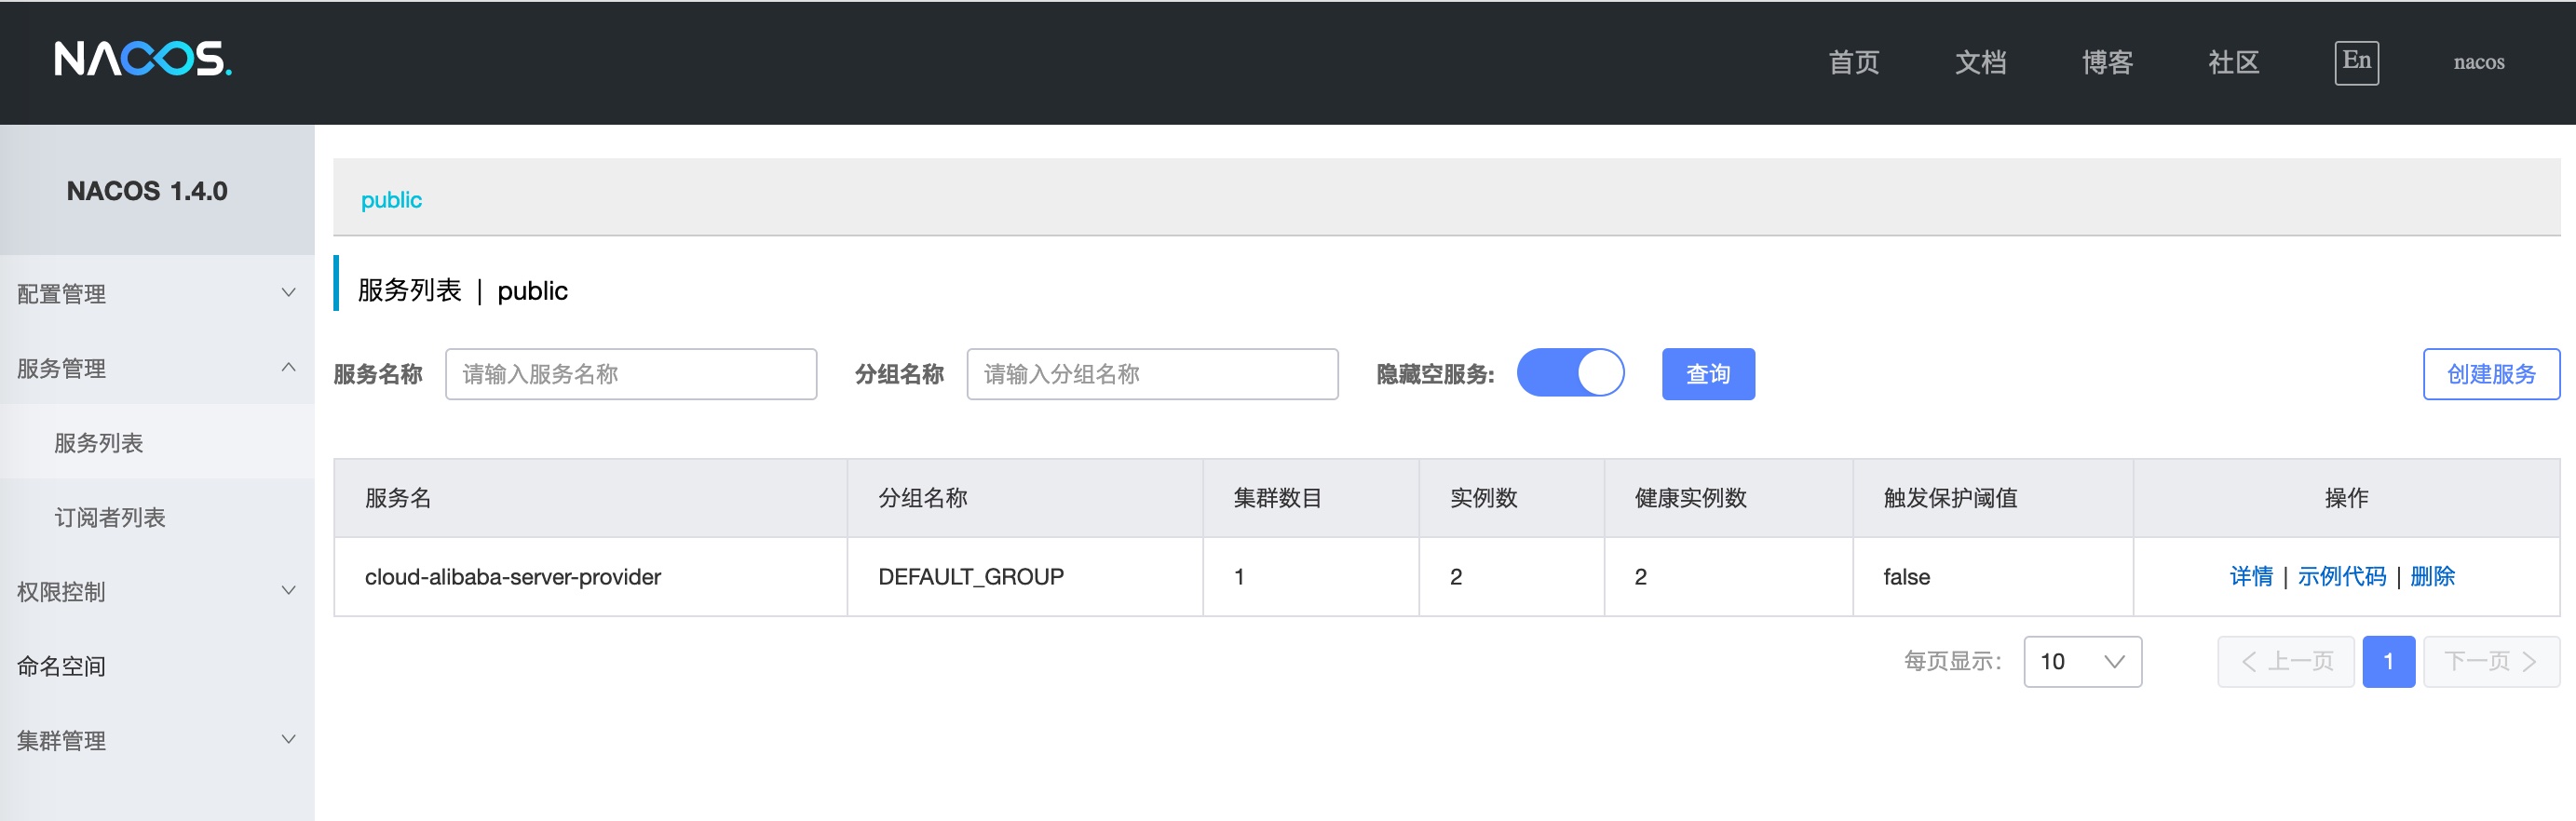 NACOS.
首页 文档 博客 社区 En nacos
NACOS 1.4.0
配置管理
服务管理
服务列表
订阅者列表
权限控制
命名空间
集群管理
public
服务列表 | public
服务名称 请输入服务名称 分组名称 请输入分组名称 隐藏空服务: 查询 创建服务
服务名 分组名称 集群数目 实例数 健康实例数 触发保护阈值 操作
cloud-alibaba-server-provider DEFAULT_GROUP 1 2 2 false 详情 | 示例代码 | 删除
每页显示: 10 上一页 1 下一页